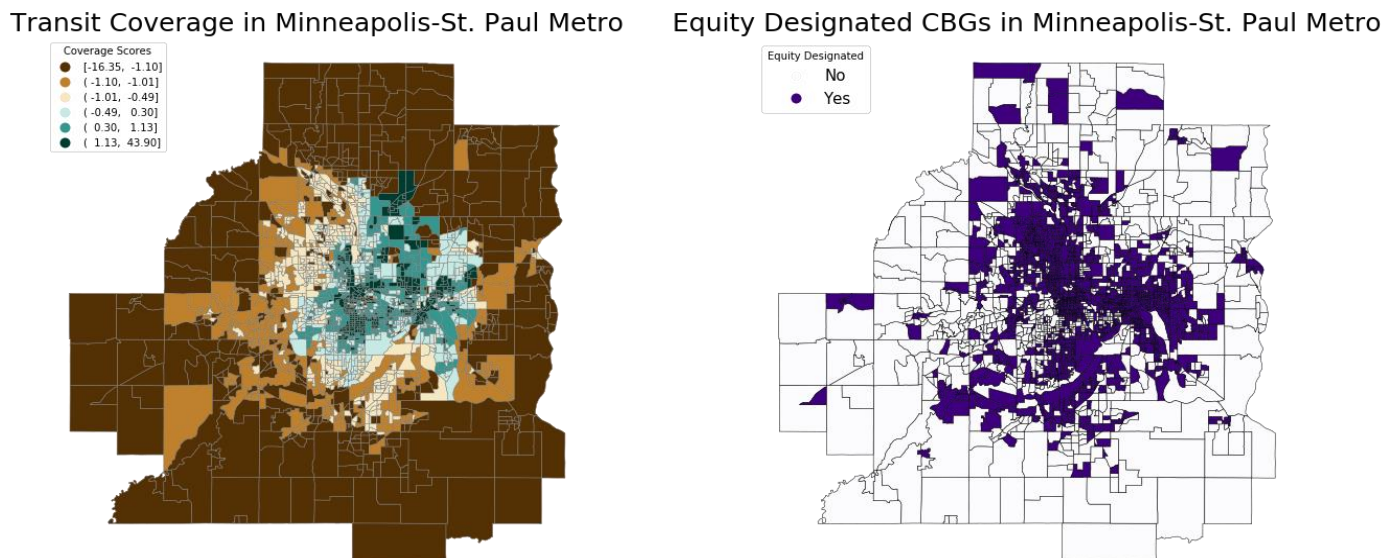 Transit Coverage in Minneapolis-St. Paul Metro
Coverage Scores
[-16.35, -1.10]
( -1.10, -1.01]
( -1.01, -0.49]
( -0.49, 0.30]
( 0.30, 1.13]
( 1.13, 43.90]
Equity Designated CBGs in Minneapolis-St. Paul Metro
Equity Designated
No
Yes